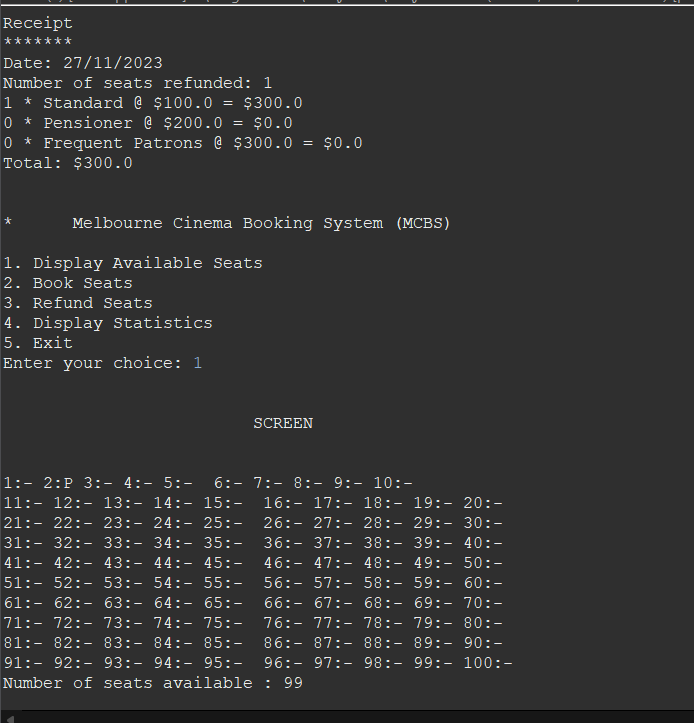 Receipt
*******
Date: 27/11/2023
Number of seats refunded: 1
1 * Standard @ $100.0 = $300.0
0 * Pensioner @ $200.0 = $0.0
0 * Frequent Patrons @ $300.0 = $0.0
Total: $300.0
*      Melbourne Cinema Booking System (MCBS)
1. Display Available Seats
2. Book Seats
3. Refund Seats
4. Display Statistics
5. Exit
Enter your choice: 1
SCREEN
1:- 2:P 3:- 4:- 5:-  6:- 7:- 8:- 9:- 10:-
11:- 12:- 13:- 14:- 15:-  16:- 17:- 18:- 19:- 20:-
21:- 22:- 23:- 24:- 25:-  26:- 27:- 28:- 29:- 30:-
31:- 32:- 33:- 34:- 35:-  36:- 37:- 38:- 39:- 40:-
41:- 42:- 43:- 44:- 45:-  46:- 47:- 48:- 49:- 50:-
51:- 52:- 53:- 54:- 55:-  56:- 57:- 58:- 59:- 60:-
61:- 62:- 63:- 64:- 65:-  66:- 67:- 68:- 69:- 70:-
71:- 72:- 73:- 74:- 75:-  76:- 77:- 78:- 79:- 80:-
81:- 82:- 83:- 84:- 85:-  86:- 87:- 88:- 89:- 90:-
91:- 92:- 93:- 94:- 95:-  96:- 97:- 98:- 99:- 100:-
Number of seats available : 99